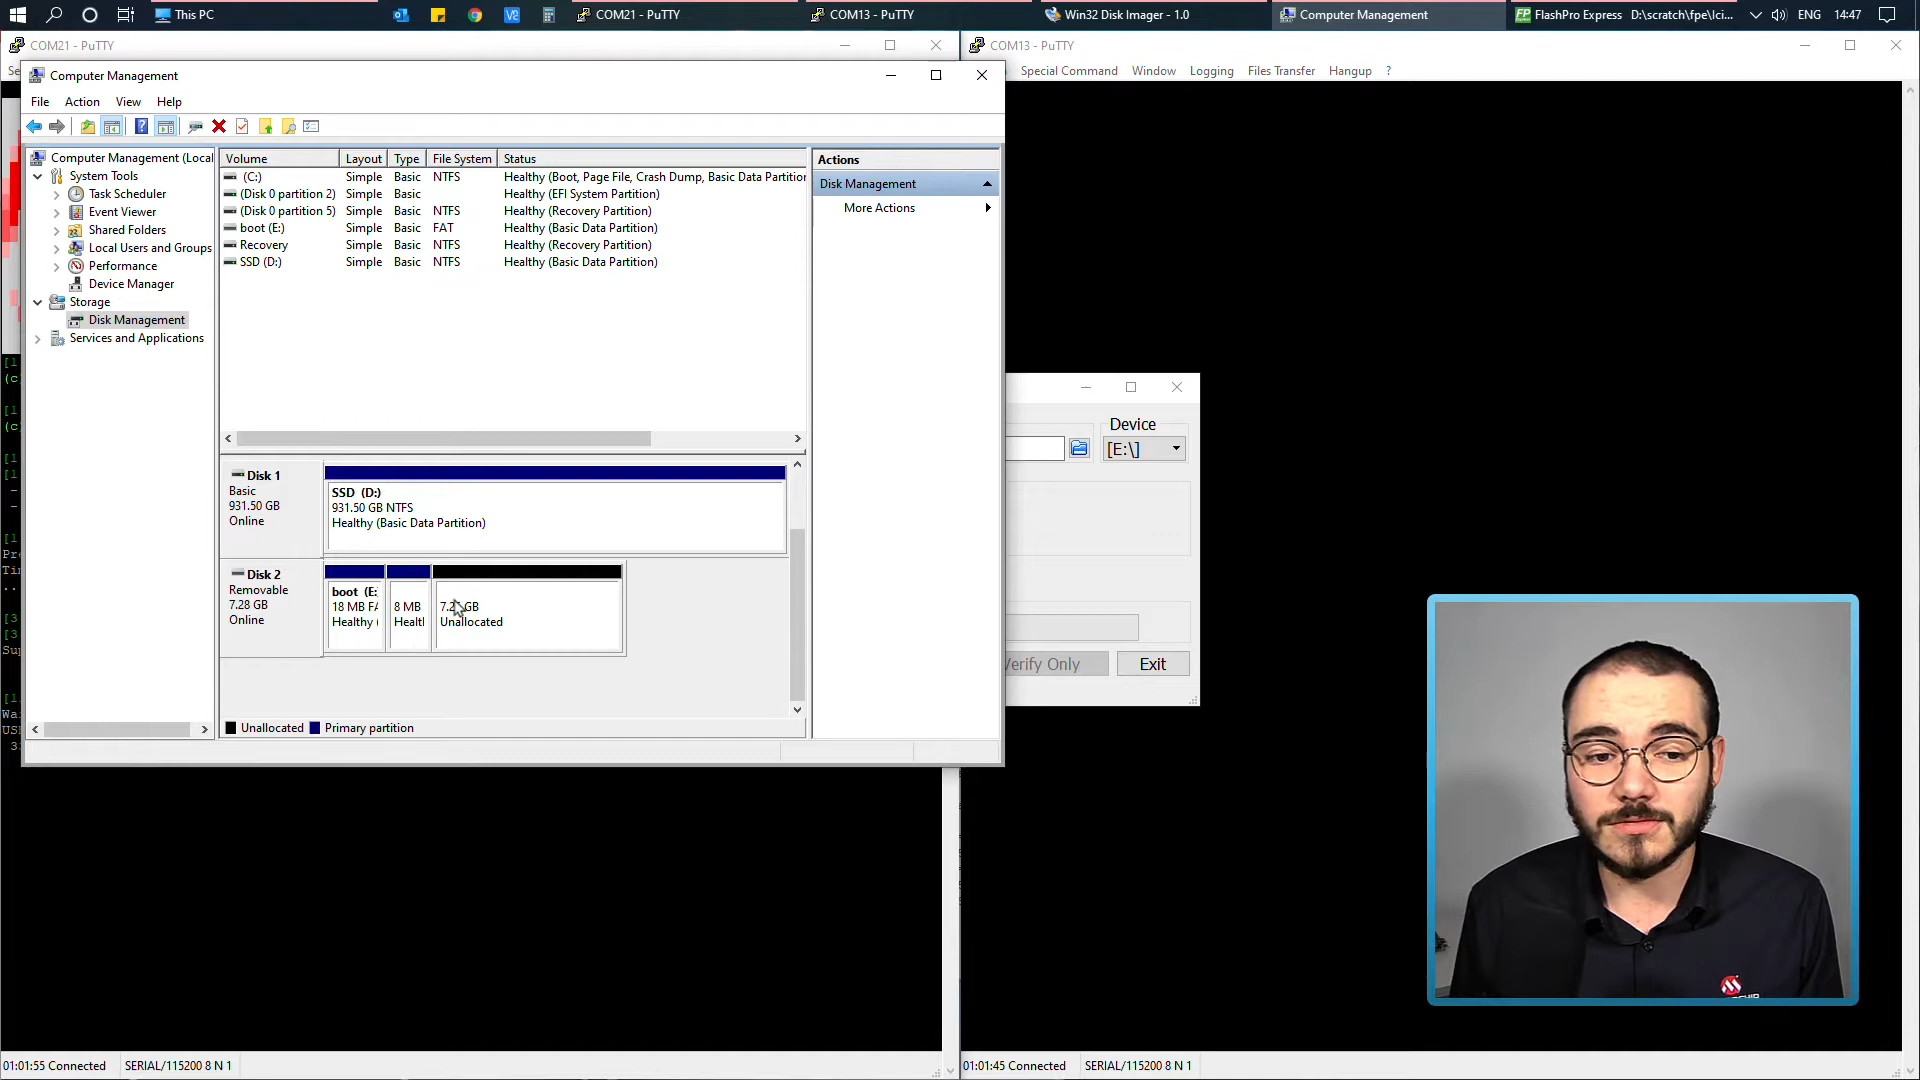 This PC
COM21 - PuTTY
COM13 - PuTTY
Win32 Disk Imager - 1.0
Computer Management
FlashPro Express D:\scratch\fpe\Ici...
ENG 14:47
COM21 - PuTTY
COM13 - PuTTY
Special Command Window Logging Files Transfer Hangup ?
Computer Management
File Action View Help
Computer Management (Local
System Tools
Task Scheduler
Event Viewer
Shared Folders
Local Users and Groups
Performance
Device Manager
Storage
Disk Management
Services and Applications
Volume Layout Type File System Status
(C:) Simple Basic NTFS Healthy (Boot, Page File, Crash Dump, Basic Data Partition
(Disk 0 partition 2) Simple Basic Healthy (EFI System Partition)
(Disk 0 partition 5) Simple Basic NTFS Healthy (Recovery Partition)
boot (E:) Simple Basic FAT Healthy (Basic Data Partition)
Recovery Simple Basic NTFS Healthy (Recovery Partition)
SSD (D:) Simple Basic NTFS Healthy (Basic Data Partition)
Actions
Disk Management
More Actions
Disk 1
Basic
931.50 GB
Online
SSD (D:)
931.50 GB NTFS
Healthy (Basic Data Partition)
Disk 2
Removable
7.28 GB
Online
boot (E:
18 MB FA
Healthy (
8 MB
Healt
GB
Unallocated
Unallocated Primary partition
Device
[E:\]
Verify Only
Exit
01:01:55 Connected SERIAL/115200 8 N 1
01:01:45 Connected SERIAL/115200 8 N 1